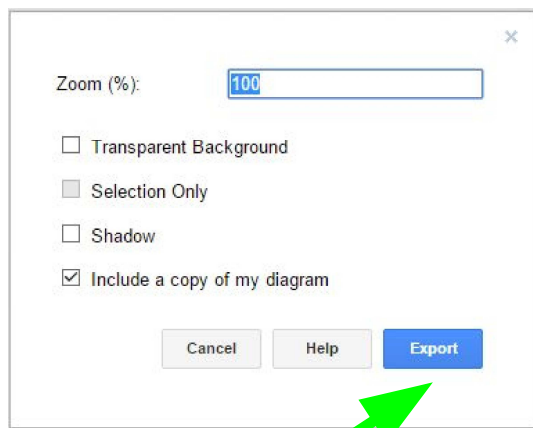 Zoom (%): 100
Transparent Background
Selection Only
Shadow
Include a copy of my diagram
Cancel Help Export